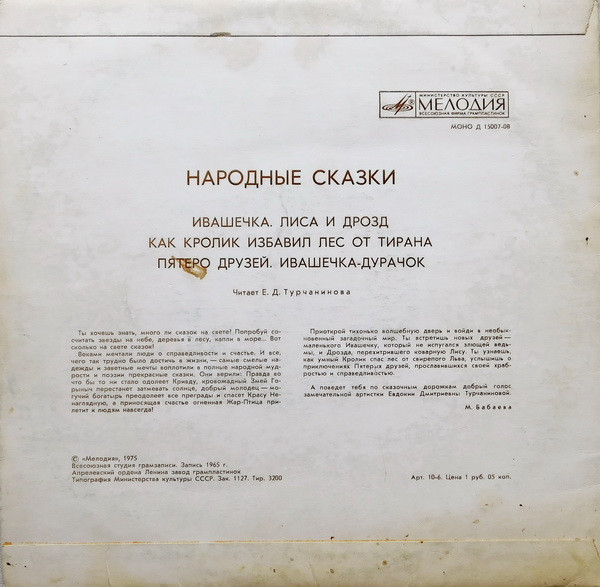 МИНИСТЕРСТВО КУЛЬТУРЫ СССР
МЕЛОДИЯ
ВСЕСОЮЗНАЯ ФИРМА ГРАМПЛАСТИНОК
МОНО Д 15007-08
НАРОДНЫЕ СКАЗКИ
ИВАШЕЧКА. ЛИСА И ДРОЗД
КАК КРОЛИК ИЗБАВИЛ ЛЕС ОТ ТИРАНА
ПЯТЕРО ДРУЗЕЙ. ИВАШЕЧКА-ДУРАЧОК
Читает Е. Д. Турчанинова
Ты хочешь знать, много ли сказок на свете? Попробуй со-
считать звезды на небе, деревья в лесу, капли в море... Вот
сколько на свете сказок!
Веками мечтали люди о справедливости и счастье. И все,
чего так трудно было достичь в жизни,— самые смелые на-
дежды и заветные мечты воплотили в полные народной муд-
рости и поэзии прекрасные сказки. Они верили: Правда во
что бы то ни стало одолеет Кривду, кровожадный Змей Го-
рыныч перестанет затмевать солнце, добрый молодец — мо-
гучий богатырь преодолеет все преграды и спасет Красу Не-
наглядную, а приносящая счастье огненная Жар-Птица при-
летит к людям навсегда!
Приоткрой тихонько волшебную дверь и войди в необык-
новенный загадочный мир. Ты встретишь новых друзей —
маленького Ивашечку, который не испугался злющей ведь-
мы, и Дрозда, перехитрившего коварную Лису. Ты узнаешь,
как умный Кролик спас лес от свирепого Льва, услышишь о
приключениях Пятерых друзей, прославившихся своей храб-
ростью и справедливостью.
А поведет тебя по сказочным дорожкам добрый голос
замечательной артистки Евдокии Дмитриевны Турчаниновой.
М. Бабаева
© «Мелодия», 1975
Всесоюзная студия грамзаписи. Запись 1965 г.
Апрелевский ордена Ленина завод грампластинок
Типография Министерства культуры СССР. Зак. 1127. Тир. 3200
Арт. 10-6. Цена 1 руб. 05 коп.